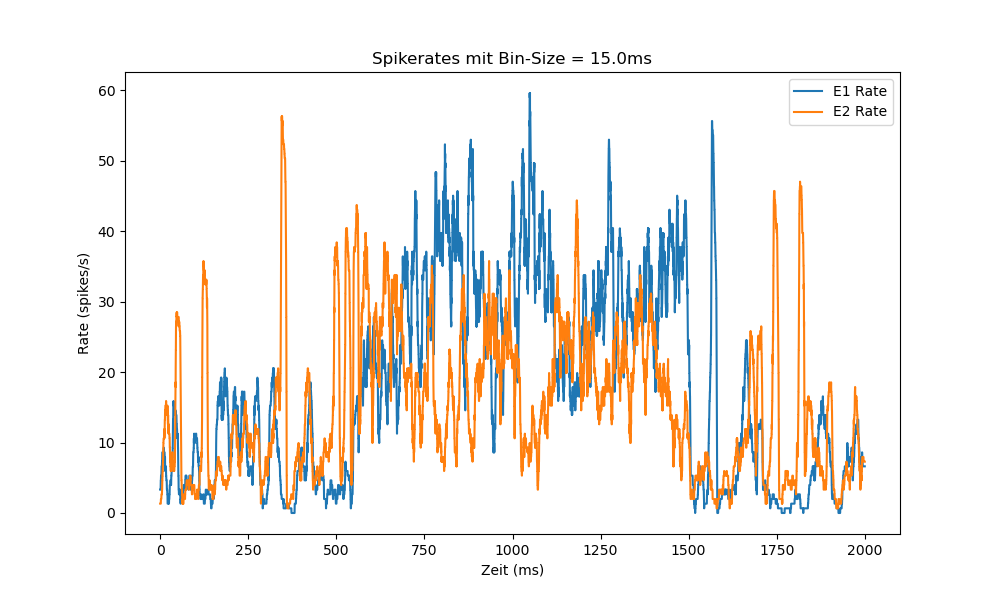 Spikerates mit Bin-Size = 15.0ms
E1 Rate
E2 Rate
Rate (spikes/s)
60
50
40
30
20
10
0
0 250 500 750 1000 1250 1500 1750 2000
Zeit (ms)